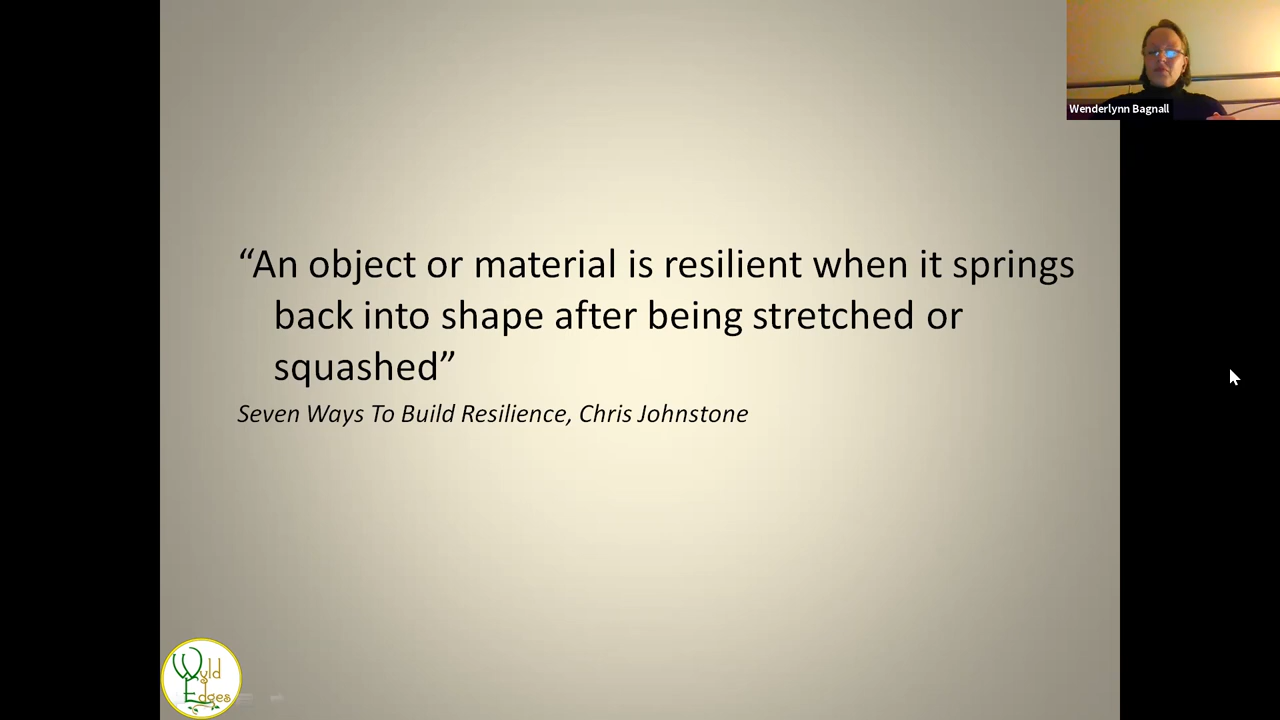 Wenderlynn Bagnall
“An object or material is resilient when it springs
back into shape after being stretched or
squashed”
Seven Ways To Build Resilience, Chris Johnstone
Wyld
Edges